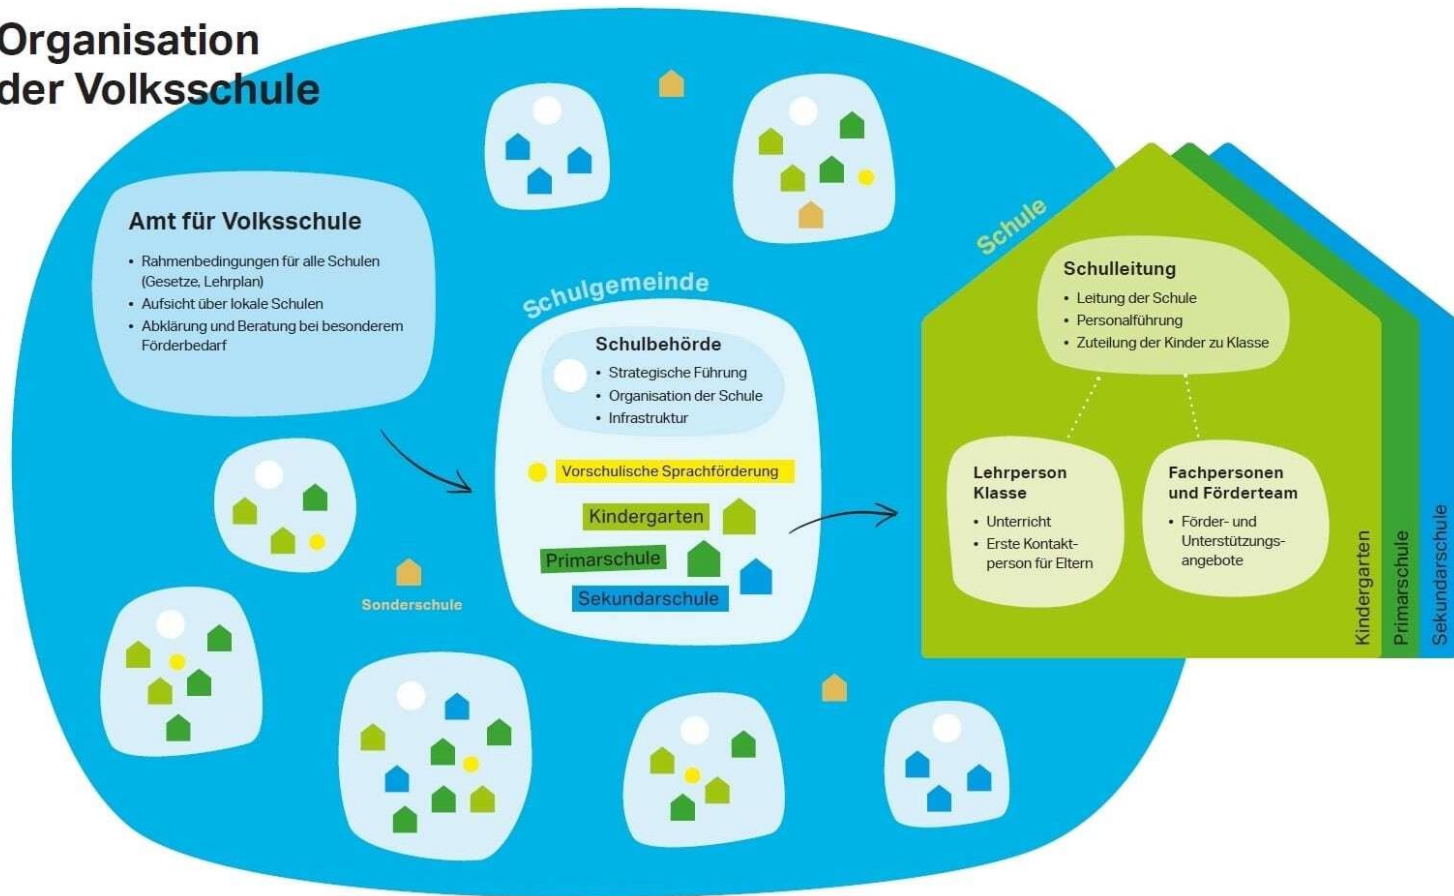 Organisation
der Volksschule
Amt für Volksschule
• Rahmenbedingungen für alle Schulen
(Gesetze, Lehrplan)
• Aufsicht über lokale Schulen
• Abklärung und Beratung bei besonderem
Förderbedarf
Schulgemeinde
Schulbehörde
• Strategische Führung
• Organisation der Schule
• Infrastruktur
Vorschulische Sprachförderung
Kindergarten
Primarschule
Sekundarschule
Sonderschule
Schule
Schulleitung
• Leitung der Schule
• Personalführung
• Zuteilung der Kinder zu Klasse
Lehrperson
Klasse
• Unterricht
• Erste Kontakt-
person für Eltern
Fachpersonen
und Förderteam
• Förder- und
Unterstützungs-
angebote
Kindergarten
Primarschule
Sekundarschule